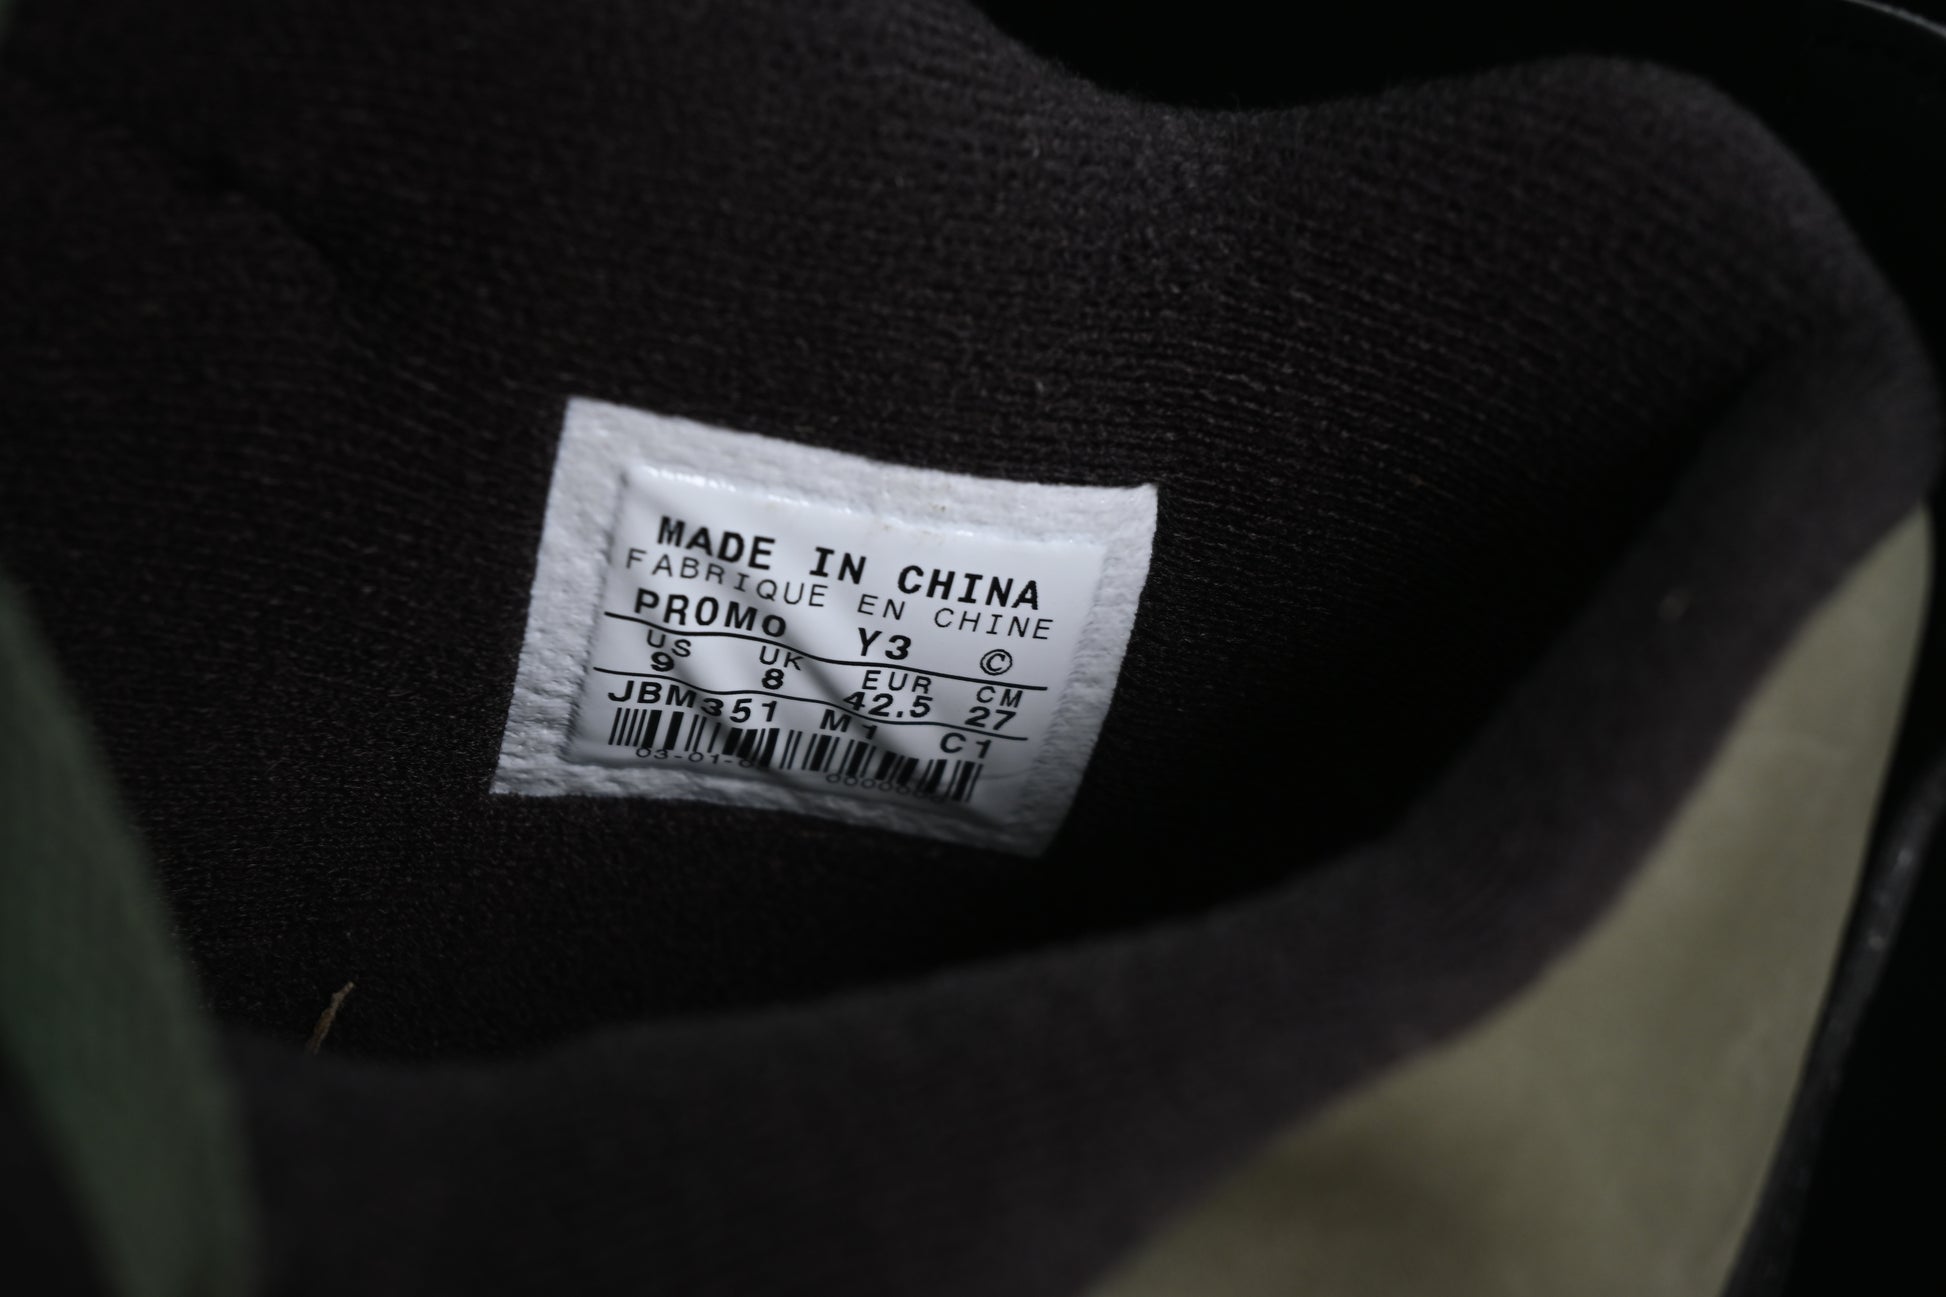 MADE IN CHINA
FABRIQUE EN CHINE
PROMO Y3 ©
US UK EUR CM
9 8 42.5 27
JBM351 M1 C1